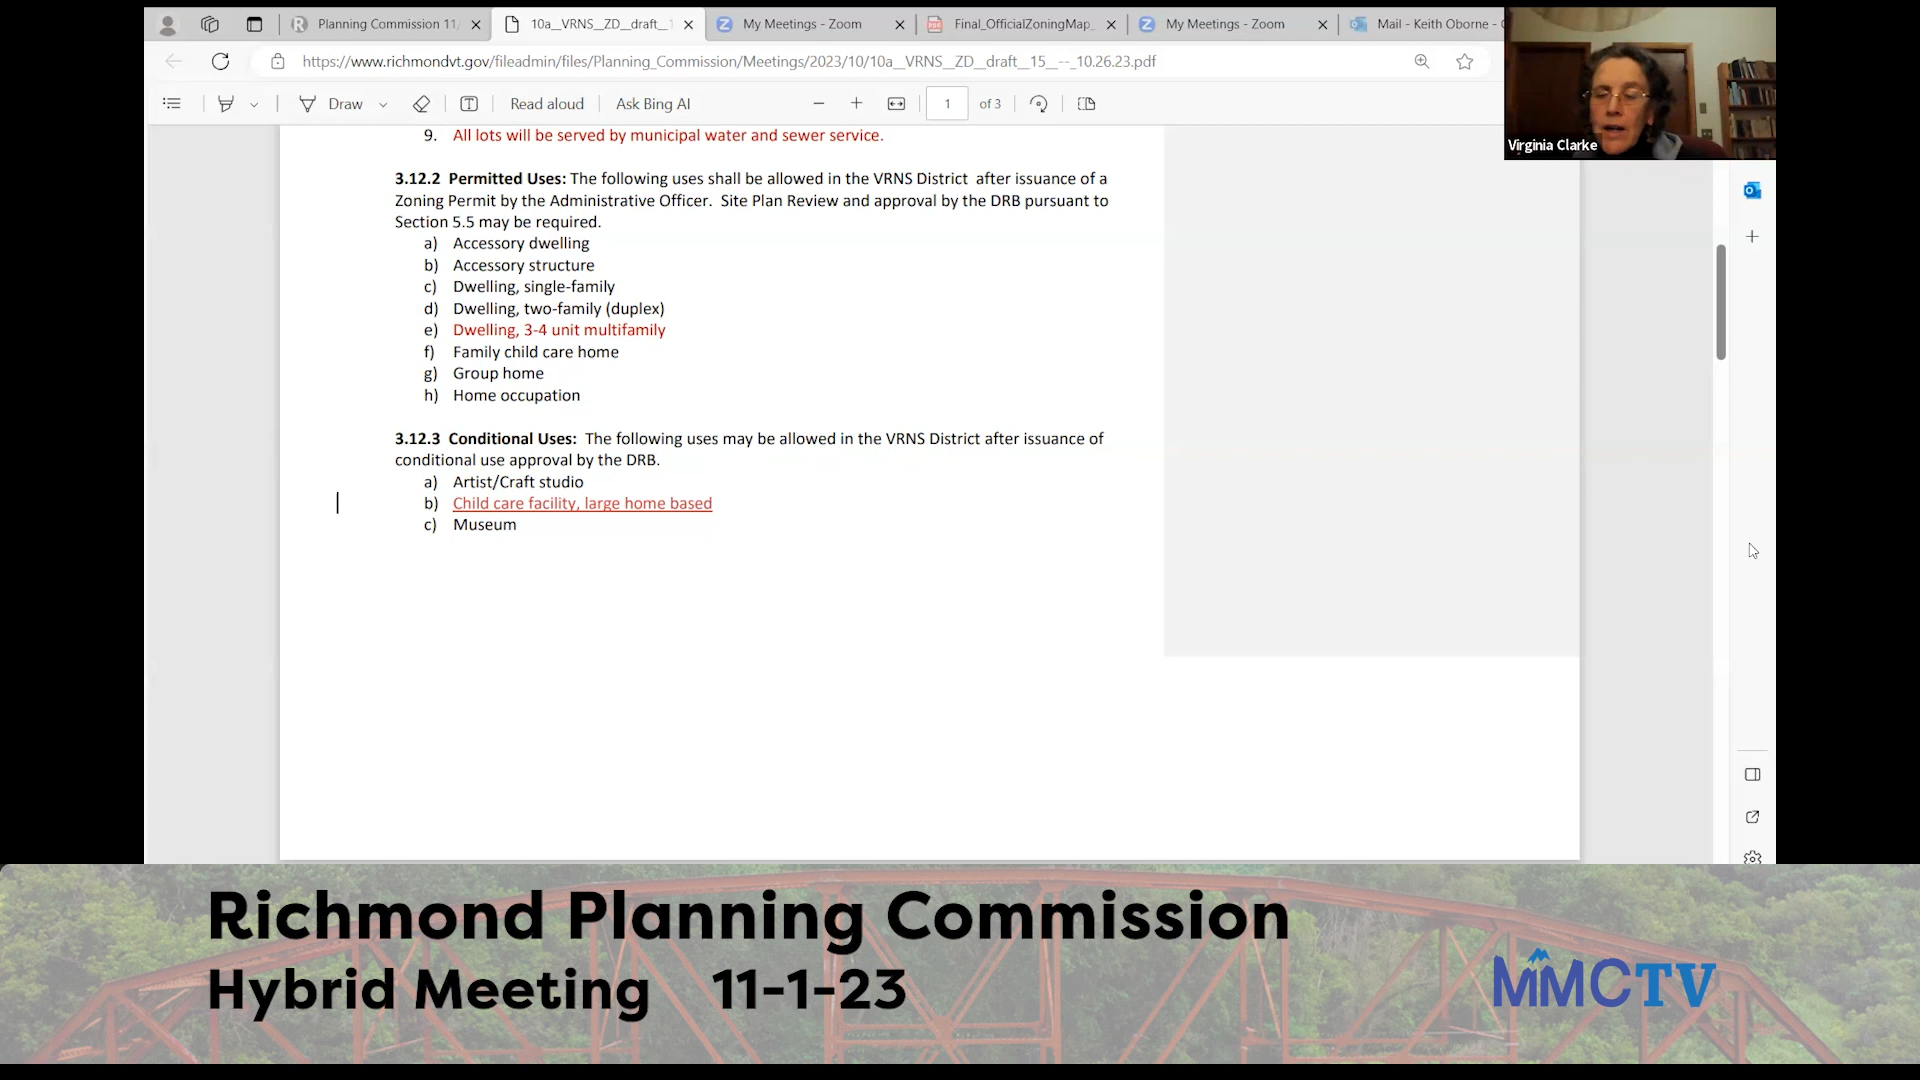 Planning Commission 11/
10a__VRNS__ZD__draft__1
My Meetings - Zoom
Final_OfficialZoningMap_
My Meetings - Zoom
Mail - Keith Oborne - O
https://www.richmondvt.gov/fileadmin/files/Planning_Commission/Meetings/2023/10/10a__VRNS__ZD__draft__15__--_10.26.23.pdf
Draw
Read aloud
Ask Bing AI
1
of 3
Virginia Clarke
9. All lots will be served by municipal water and sewer service.
3.12.2 Permitted Uses: The following uses shall be allowed in the VRNS District after issuance of a
Zoning Permit by the Administrative Officer. Site Plan Review and approval by the DRB pursuant to
Section 5.5 may be required.
a) Accessory dwelling
b) Accessory structure
c) Dwelling, single-family
d) Dwelling, two-family (duplex)
e) Dwelling, 3-4 unit multifamily
f) Family child care home
g) Group home
h) Home occupation
3.12.3 Conditional Uses: The following uses may be allowed in the VRNS District after issuance of
conditional use approval by the DRB.
a) Artist/Craft studio
b) Child care facility, large home based
c) Museum
Richmond Planning Commission
Hybrid Meeting 11-1-23
MMCTV